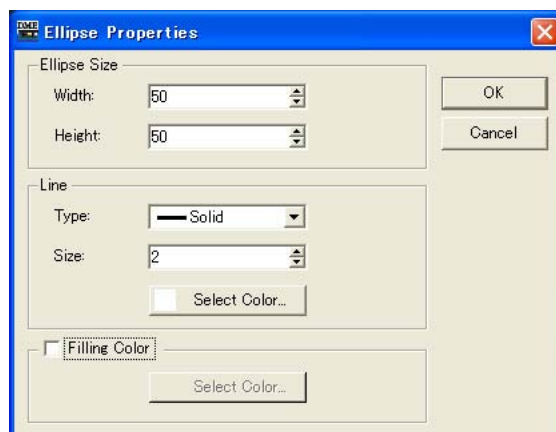 DME
Ellipse Properties
Ellipse Size
Width: 50
Height: 50
OK
Cancel
Line
Type: Solid
Size: 2
Select Color...
Filling Color
Select Color...